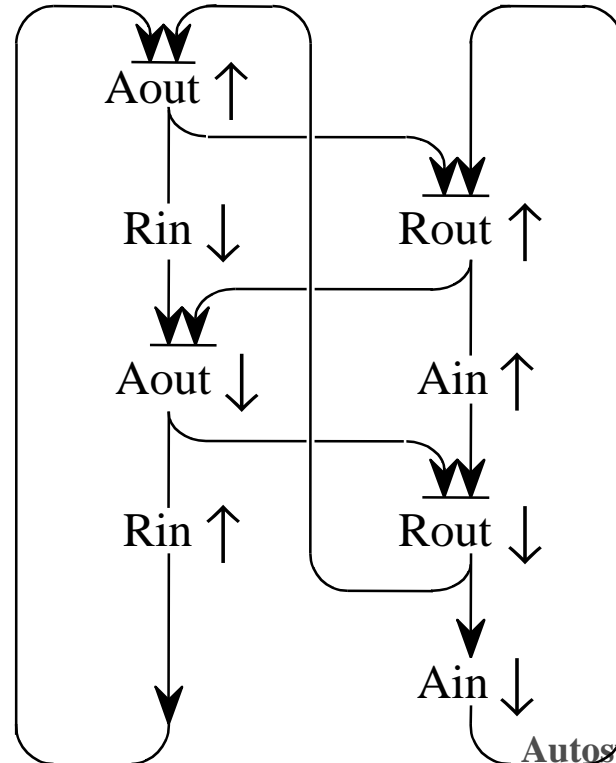 Aout ↑
Rin ↓
Rout ↑
Aout ↓
Ain ↑
Rin ↑
Rout ↓
Ain ↓
Autos